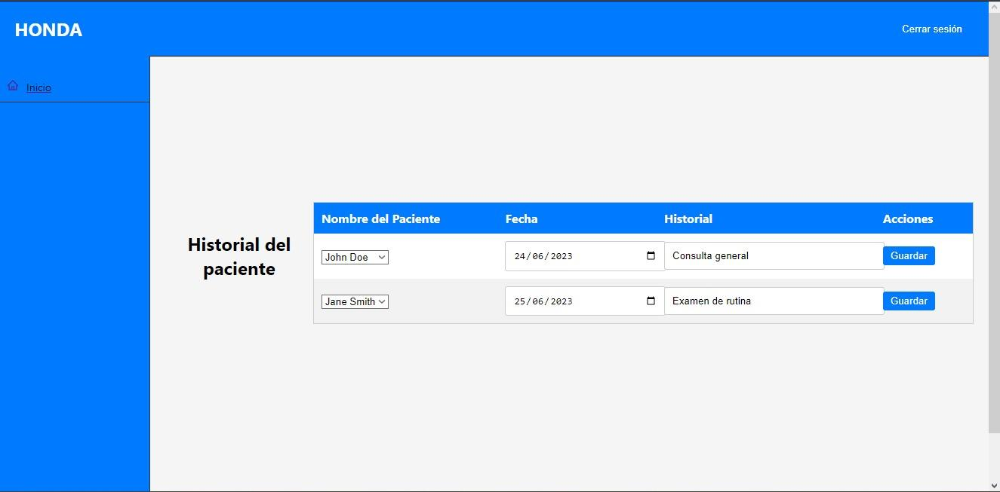 HONDA
Cerrar sesión
Inicio
Historial del
paciente
Nombre del Paciente Fecha Historial Acciones
John Doe 24/06/2023 Consulta general Guardar
Jane Smith 25/06/2023 Examen de rutina Guardar